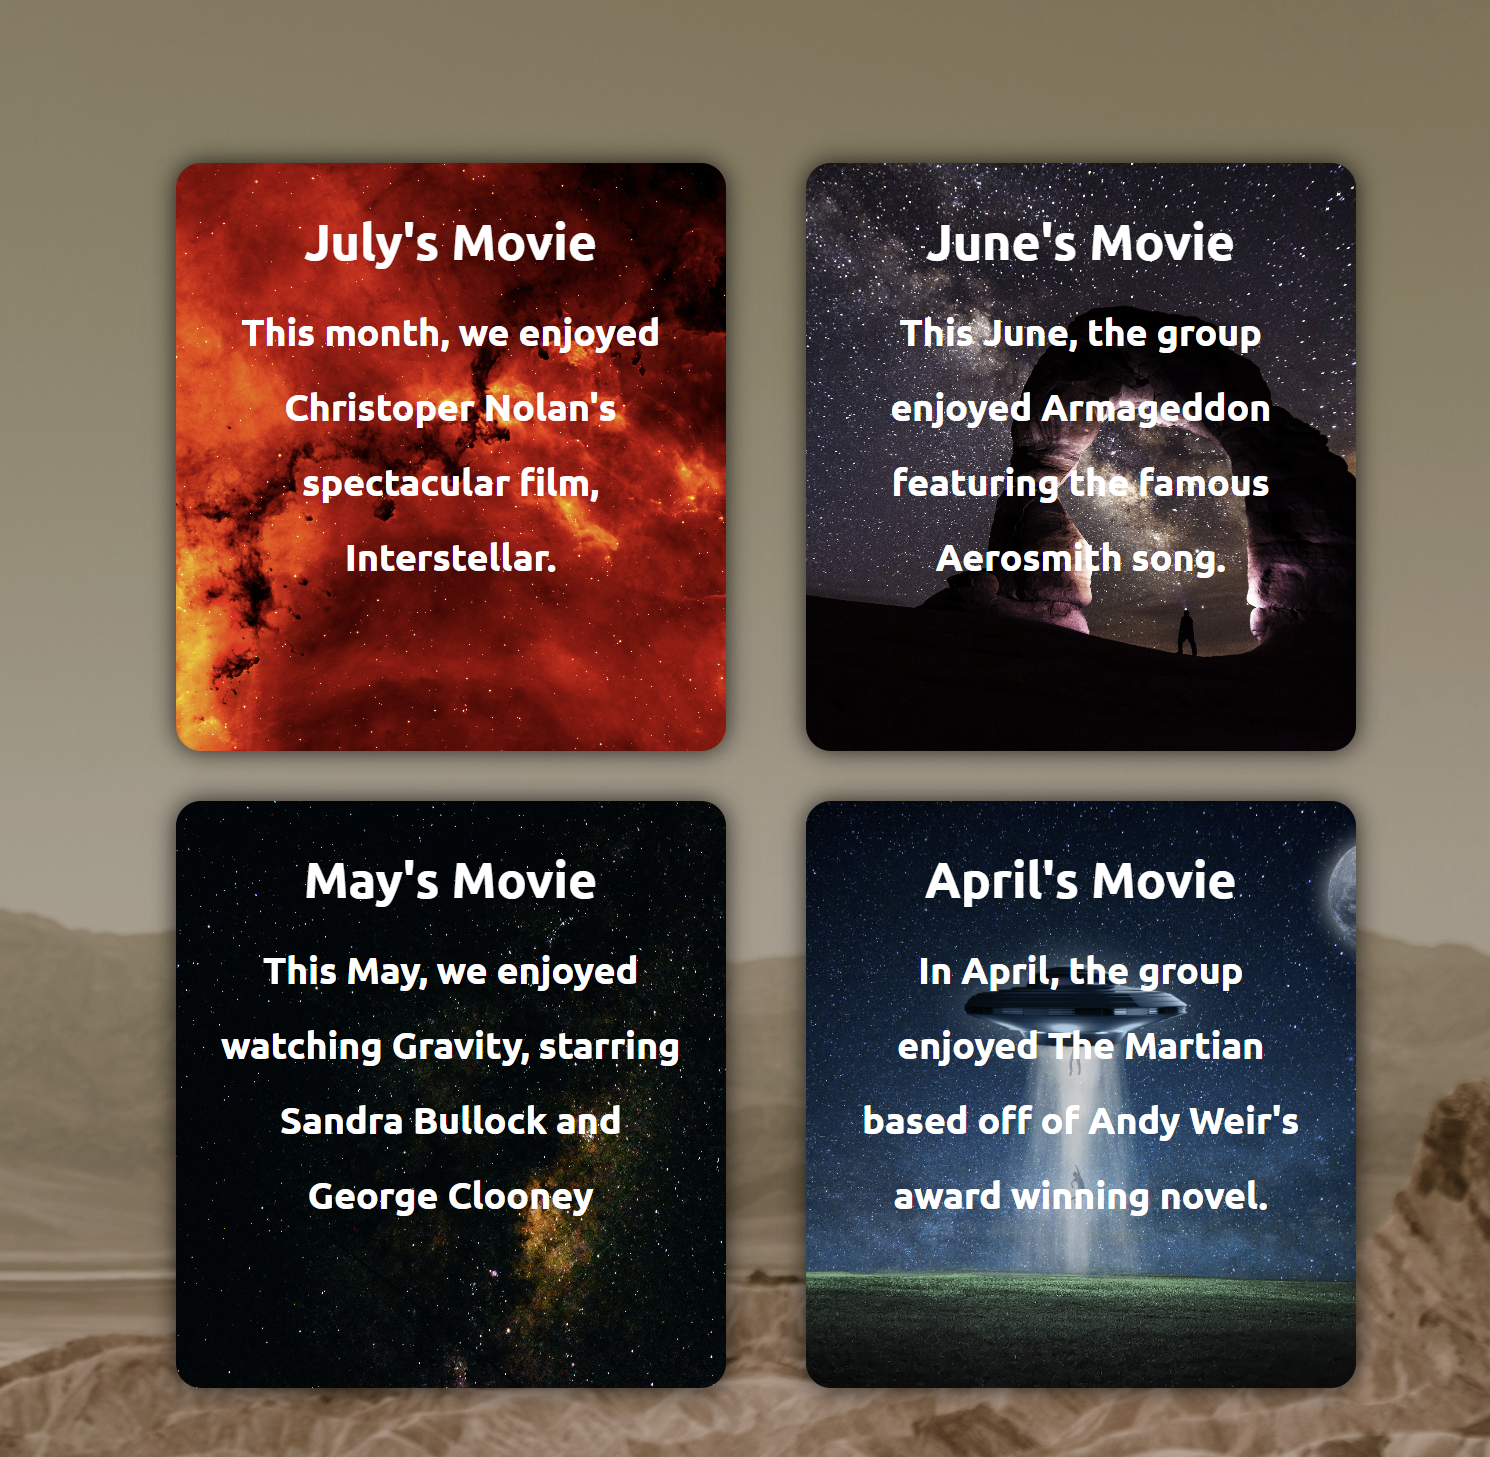 July's Movie
This month, we enjoyed
Christoper Nolan's
spectacular film,
Interstellar.
June's Movie
This June, the group
enjoyed Armageddon
featuring the famous
Aerosmith song.
May's Movie
This May, we enjoyed
watching Gravity, starring
Sandra Bullock and
George Clooney
April's Movie
In April, the group
enjoyed The Martian
based off of Andy Weir's
award winning novel.